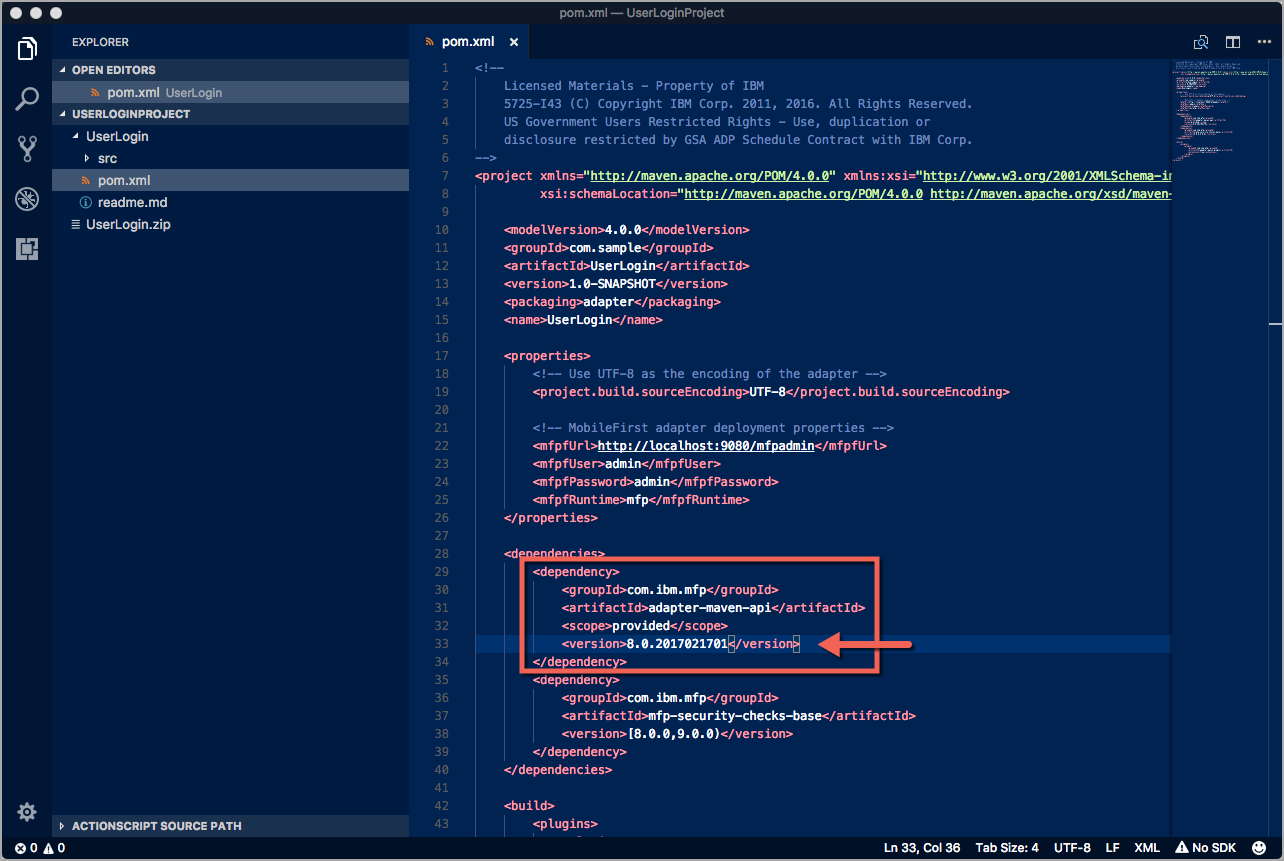 pom.xml — UserLoginProject
EXPLORER
OPEN EDITORS
pom.xml UserLogin
USERLOGINPROJECT
UserLogin
src
pom.xml
readme.md
UserLogin.zip
ACTIONSCRIPT SOURCE PATH
pom.xml
1 <!--
2 Licensed Materials - Property of IBM
3 5725-I43 (C) Copyright IBM Corp. 2011, 2016. All Rights Reserved.
4 US Government Users Restricted Rights - Use, duplication or
5 disclosure restricted by GSA ADP Schedule Contract with IBM Corp.
6 -->
7 <project xmlns="http://maven.apache.org/POM/4.0.0" xmlns:xsi="http://www.w3.org/2001/XMLSchema-in
8 xsi:schemaLocation="http://maven.apache.org/POM/4.0.0 http://maven.apache.org/xsd/maven-
9
10 <modelVersion>4.0.0</modelVersion>
11 <groupId>com.sample</groupId>
12 <artifactId>UserLogin</artifactId>
13 <version>1.0-SNAPSHOT</version>
14 <packaging>adapter</packaging>
15 <name>UserLogin</name>
16
17 <properties>
18 <!-- Use UTF-8 as the encoding of the adapter -->
19 <project.build.sourceEncoding>UTF-8</project.build.sourceEncoding>
20
21 <!-- MobileFirst adapter deployment properties -->
22 <mfpfUrl>http://localhost:9080/mfpadmin</mfpfUrl>
23 <mfpfUser>admin</mfpfUser>
24 <mfpfPassword>admin</mfpfPassword>
25 <mfpfRuntime>mfp</mfpfRuntime>
26 </properties>
27
28 <dependencies>
29 <dependency>
30 <groupId>com.ibm.mfp</groupId>
31 <artifactId>adapter-maven-api</artifactId>
32 <scope>provided</scope>
33 <version>8.0.2017021701</version>
34 </dependency>
35 <dependency>
36 <groupId>com.ibm.mfp</groupId>
37 <artifactId>mfp-security-checks-base</artifactId>
38 <version>[8.0.0,9.0.0)</version>
39 </dependency>
40 </dependencies>
41
42 <build>
43 <plugins>
0 0 Ln 33, Col 36 Tab Size: 4 UTF-8 LF XML No SDK